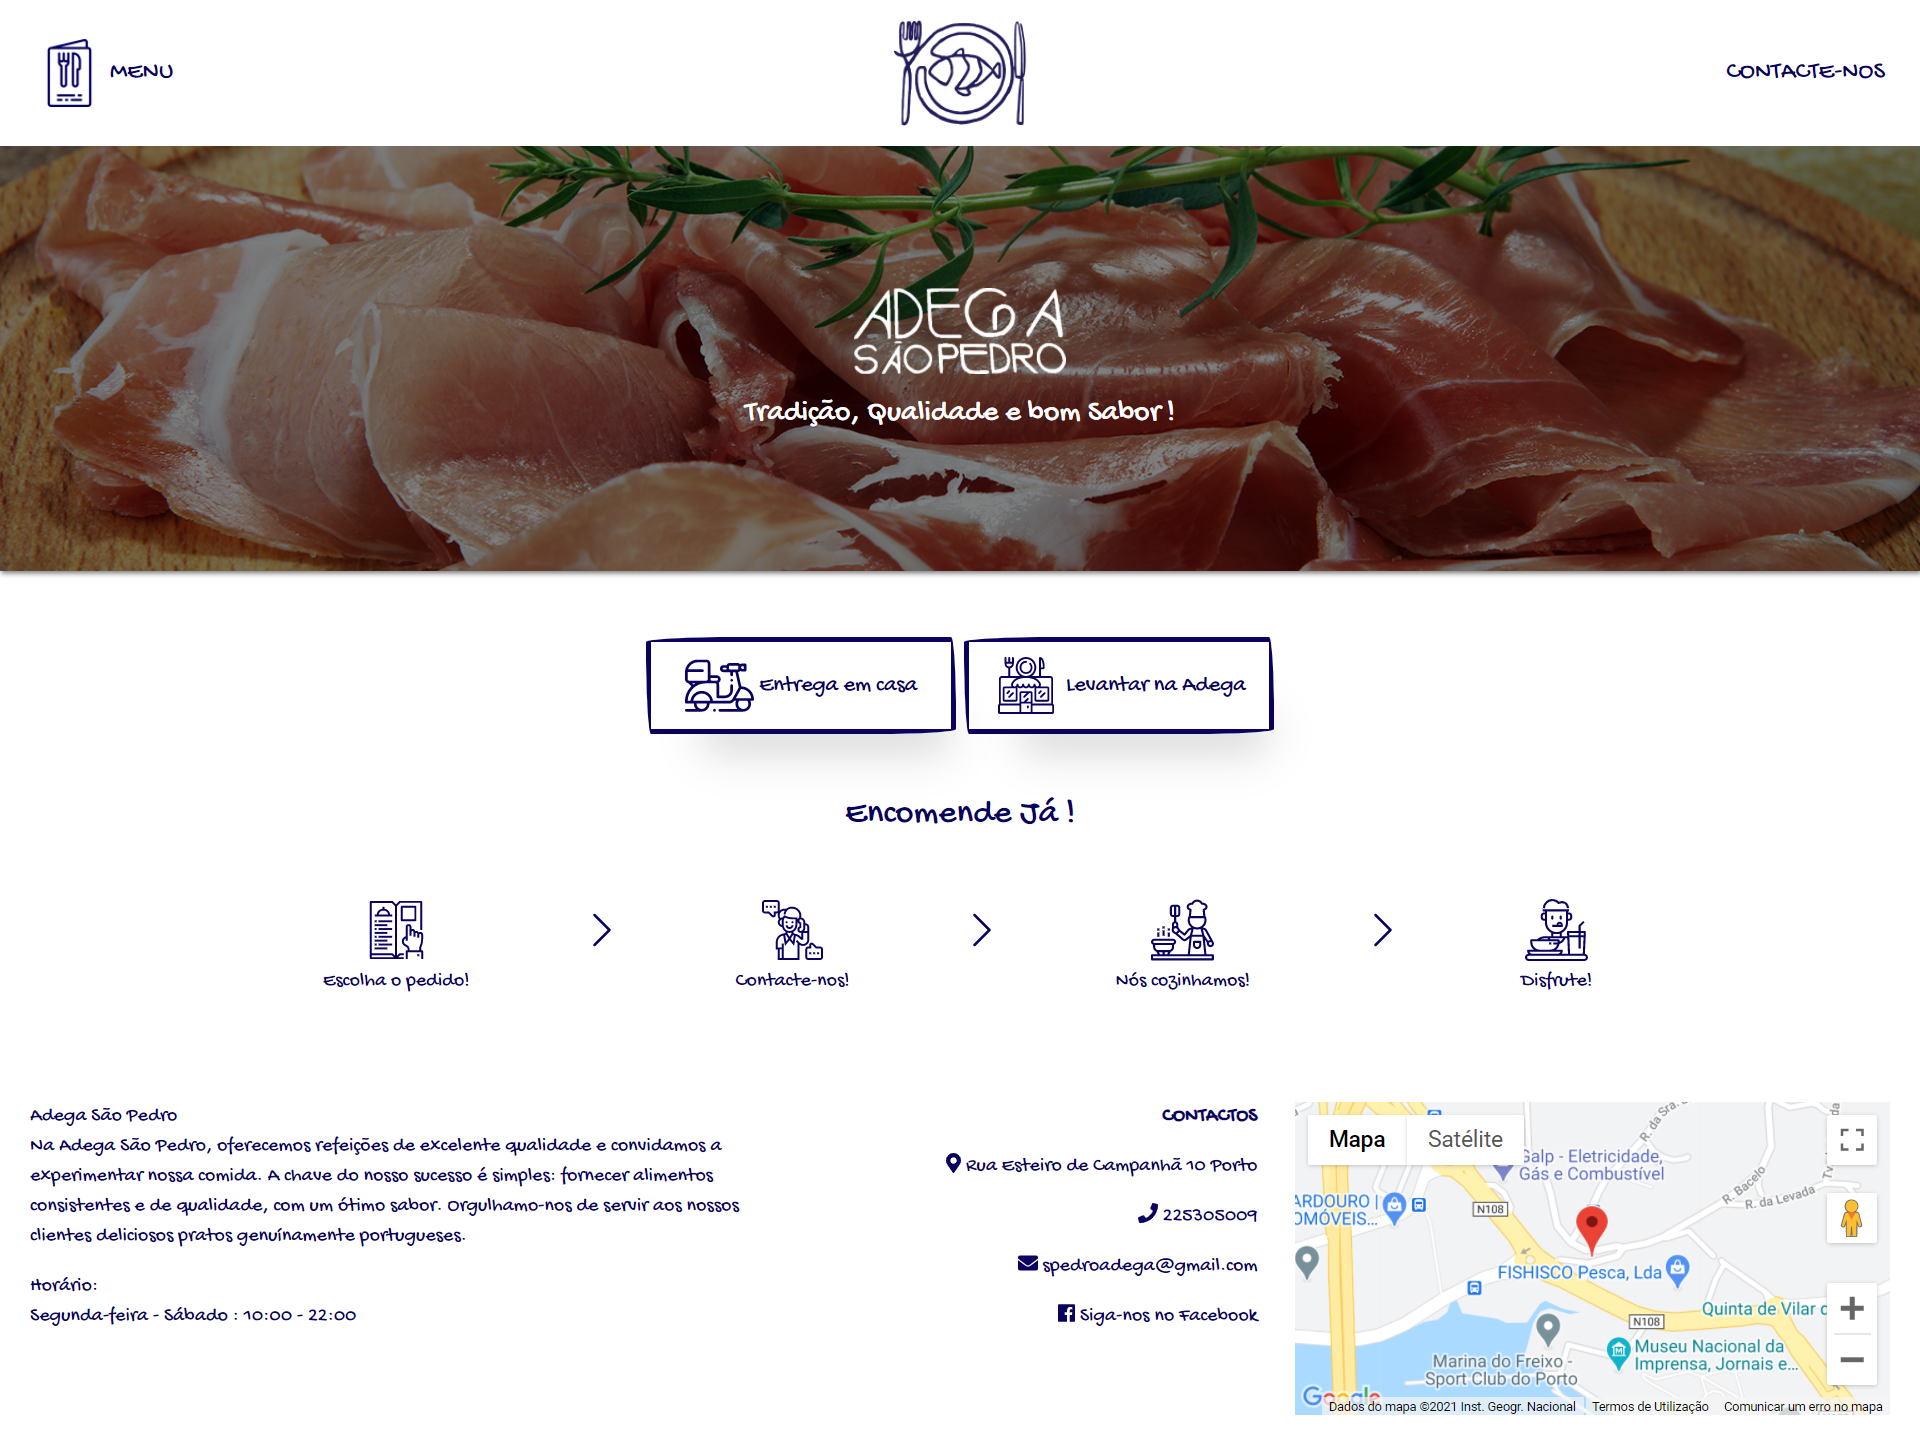 MENU
CONTACTE-NOS
ADEGA
SÃO PEDRO
Tradição, Qualidade e bom Sabor !
Entrega em casa
Levantar na Adega
Encomende Já !
Escolha o pedido!
Contacte-nos!
Nós cozinhamos!
Disfrute!
Adega São Pedro
Na Adega São Pedro, oferecemos refeições de excelente qualidade e convidamos a
experimentar nossa comida. A chave do nosso sucesso é simples: fornecer alimentos
consistentes e de qualidade, com um ótimo sabor. Orgulhamo-nos de servir aos nossos
clientes deliciosos pratos genuínamente portugueses.
Horário:
Segunda-feira - Sábado : 10:00 - 22:00
CONTACTOS
Rua Esteiro de Campanhã 10 Porto
225305009
spedroadega@gmail.com
Siga-nos no Facebook
Mapa
Satélite
R. da Sra.
Galp - Eletricidade,
Gás e Combustível
R. Bacelo
R. da Levada
ARDOURO |
OMÓVEIS...
N108
FISHISCO Pesca, Lda
Quinta de Vilar d
N108
Museu Nacional da
Imprensa, Jornais e...
Marina do Freixo -
Sport Club do Porto
Google
Dados do mapa ©2021 Inst. Geogr. Nacional
Termos de Utilização
Comunicar um erro no mapa